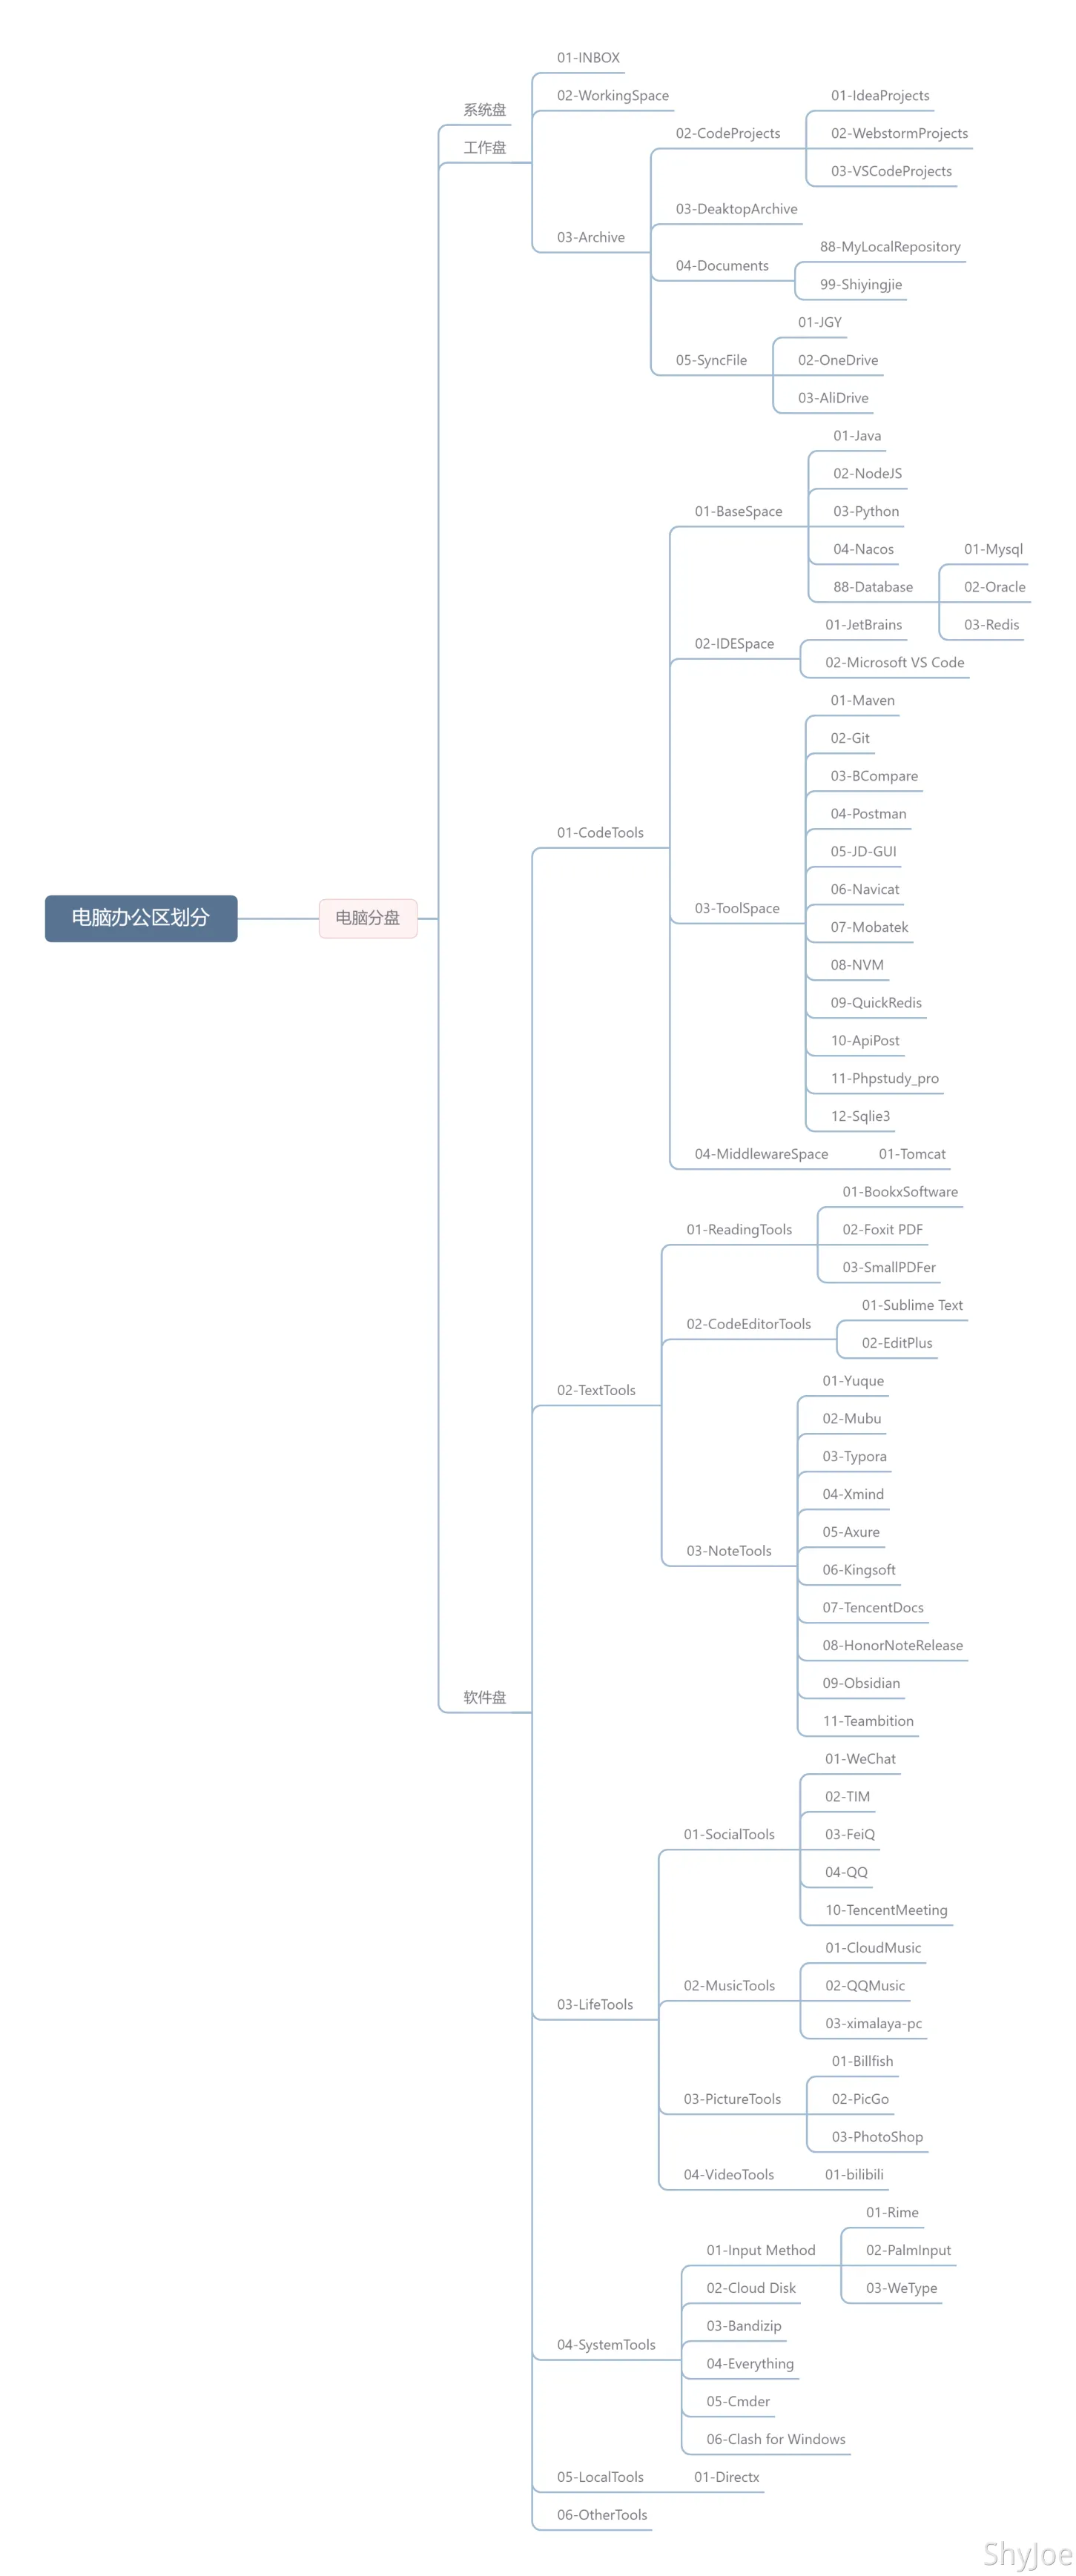 电脑办公区划分
电脑分盘
系统盘
工作盘
01-INBOX
02-WorkingSpace
03-Archive
02-CodeProjects
01-IdeaProjects
02-WebstormProjects
03-VSCodeProjects
03-DeaktopArchive
04-Documents
88-MyLocalRepository
99-Shiyingjie
05-SyncFile
01-JGY
02-OneDrive
03-AliDrive
软件盘
01-CodeTools
01-BaseSpace
01-Java
02-NodeJS
03-Python
04-Nacos
88-Database
01-Mysql
02-Oracle
03-Redis
02-IDESpace
01-JetBrains
02-Microsoft VS Code
03-ToolSpace
01-Maven
02-Git
03-BCompare
04-Postman
05-JD-GUI
06-Navicat
07-Mobatek
08-NVM
09-QuickRedis
10-ApiPost
11-Phpstudy_pro
12-Sqlie3
04-MiddlewareSpace
01-Tomcat
02-TextTools
01-ReadingTools
01-BookxSoftware
02-Foxit PDF
03-SmallPDFer
02-CodeEditorTools
01-Sublime Text
02-EditPlus
03-NoteTools
01-Yuque
02-Mubu
03-Typora
04-Xmind
05-Axure
06-Kingsoft
07-TencentDocs
08-HonorNoteRelease
09-Obsidian
11-Teambition
03-LifeTools
01-SocialTools
01-WeChat
02-TIM
03-FeiQ
04-QQ
10-TencentMeeting
02-MusicTools
01-CloudMusic
02-QQMusic
03-ximalaya-pc
03-PictureTools
01-Billfish
02-PicGo
03-PhotoShop
04-VideoTools
01-bilibili
04-SystemTools
01-Input Method
01-Rime
02-PalmInput
03-WeType
02-Cloud Disk
03-Bandizip
04-Everything
05-Cmder
06-Clash for Windows
05-LocalTools
01-Directx
06-OtherTools
ShyJoe